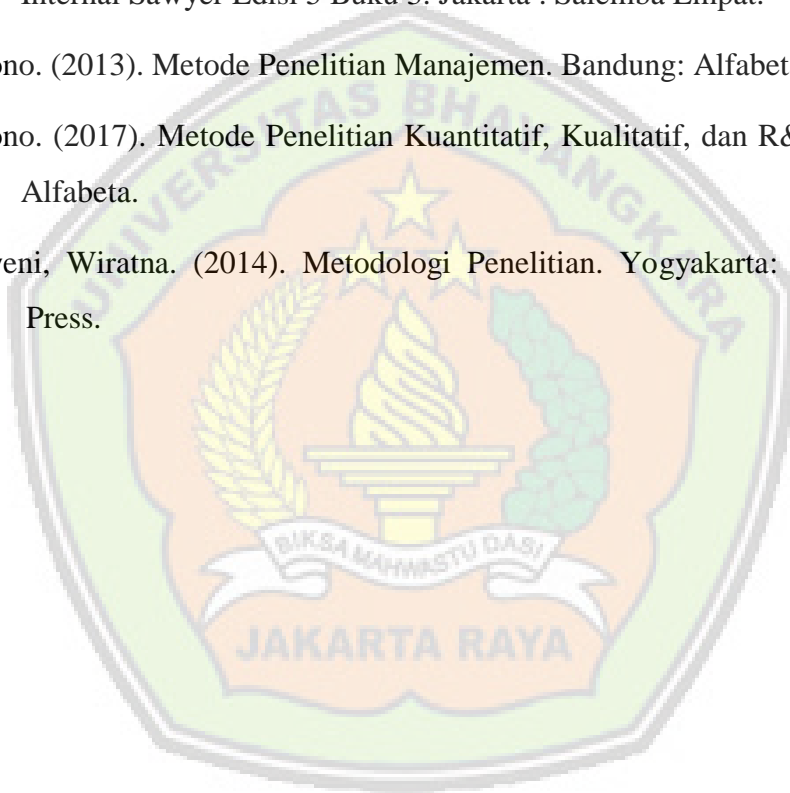 Internal Sawyer Edisi 5 Buku 3. Jakarta : Salemba Empat.
ono. (2013). Metode Penelitian Manajemen. Bandung: Alfabet
ono. (2017). Metode Penelitian Kuantitatif, Kualitatif, dan R&
Alfabeta.
eni, Wiratna. (2014). Metodologi Penelitian. Yogyakarta:
Press.
UNIVERSITAS BHAYANGKARA
BIKSA MAHWASTU DASI
JAKARTA RAYA